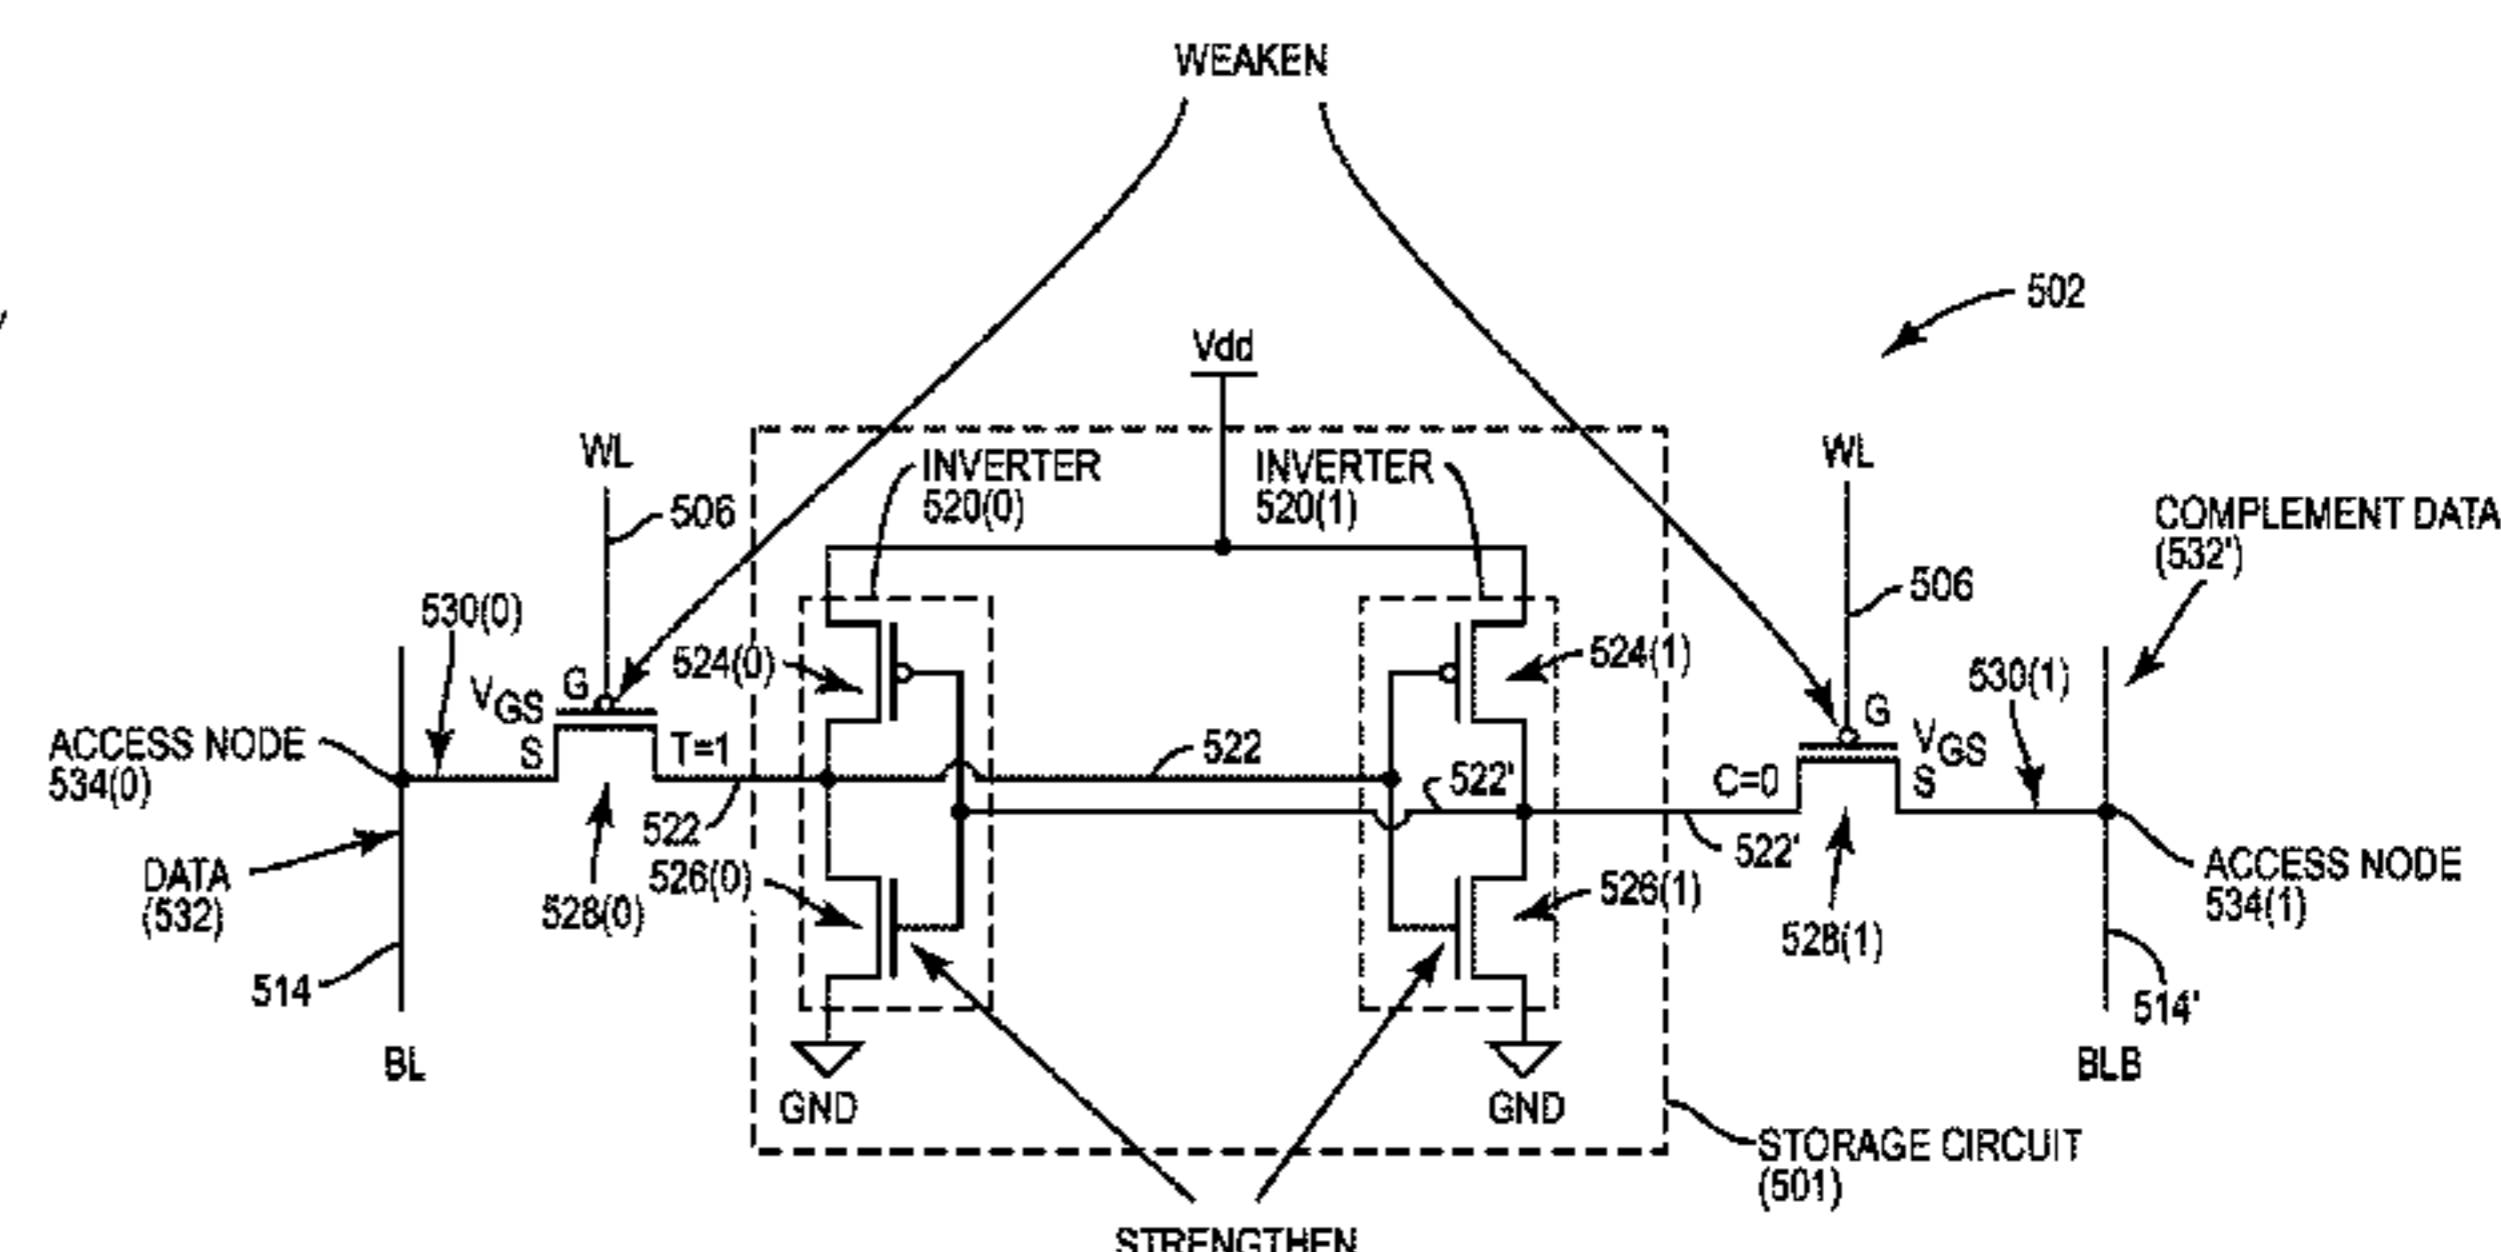 WEAKEN
502
Vdd
WL
WL
INVERTER
520(0)
INVERTER
520(1)
506
COMPLEMENT DATA
(532')
506
530(0)
524(0)
524(1)
530(1)
G
VGS
S
G
VGS
S
ACCESS NODE
534(0)
T=1
522
522'
C=0
522
522'
DATA
(532)
528(0)
526(0)
526(1)
528(1)
ACCESS NODE
534(1)
514
514'
BL
BLB
GND
GND
STORAGE CIRCUIT
(501)
STRENGTHEN